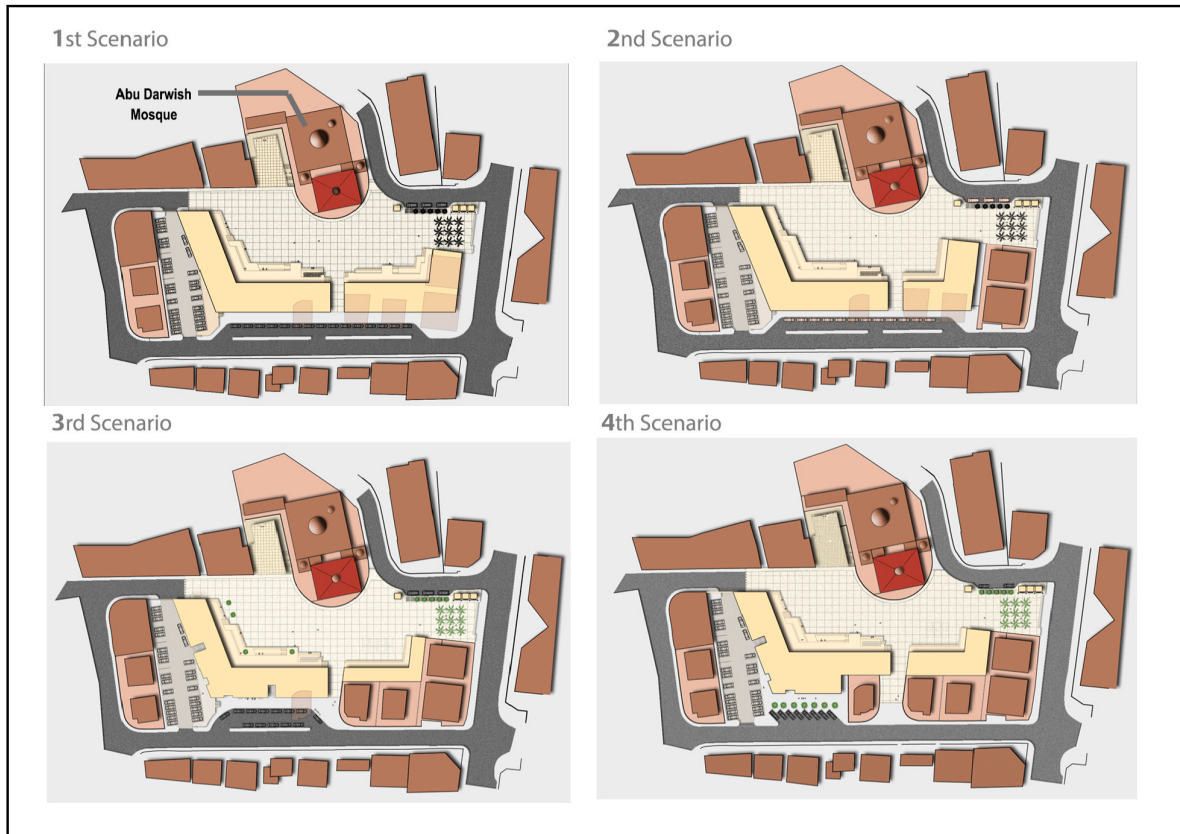 1st Scenario
Abu Darwish
Mosque
2nd Scenario
3rd Scenario
4th Scenario